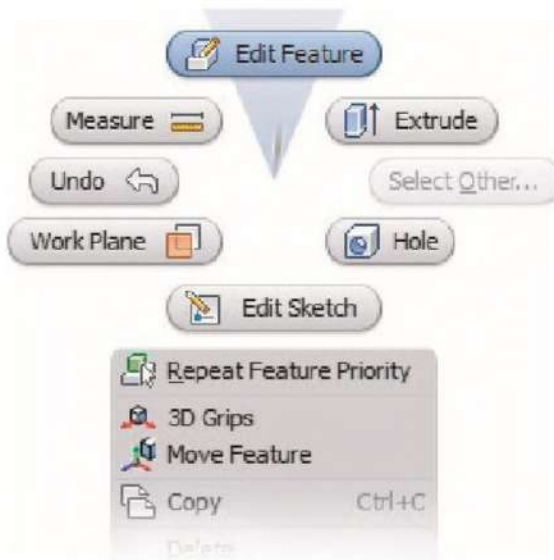 Edit Feature
Measure
Extrude
Undo
Select Other...
Work Plane
Hole
Edit Sketch
Repeat Feature Priority
3D Grips
Move Feature
Copy Ctrl+C
Delete